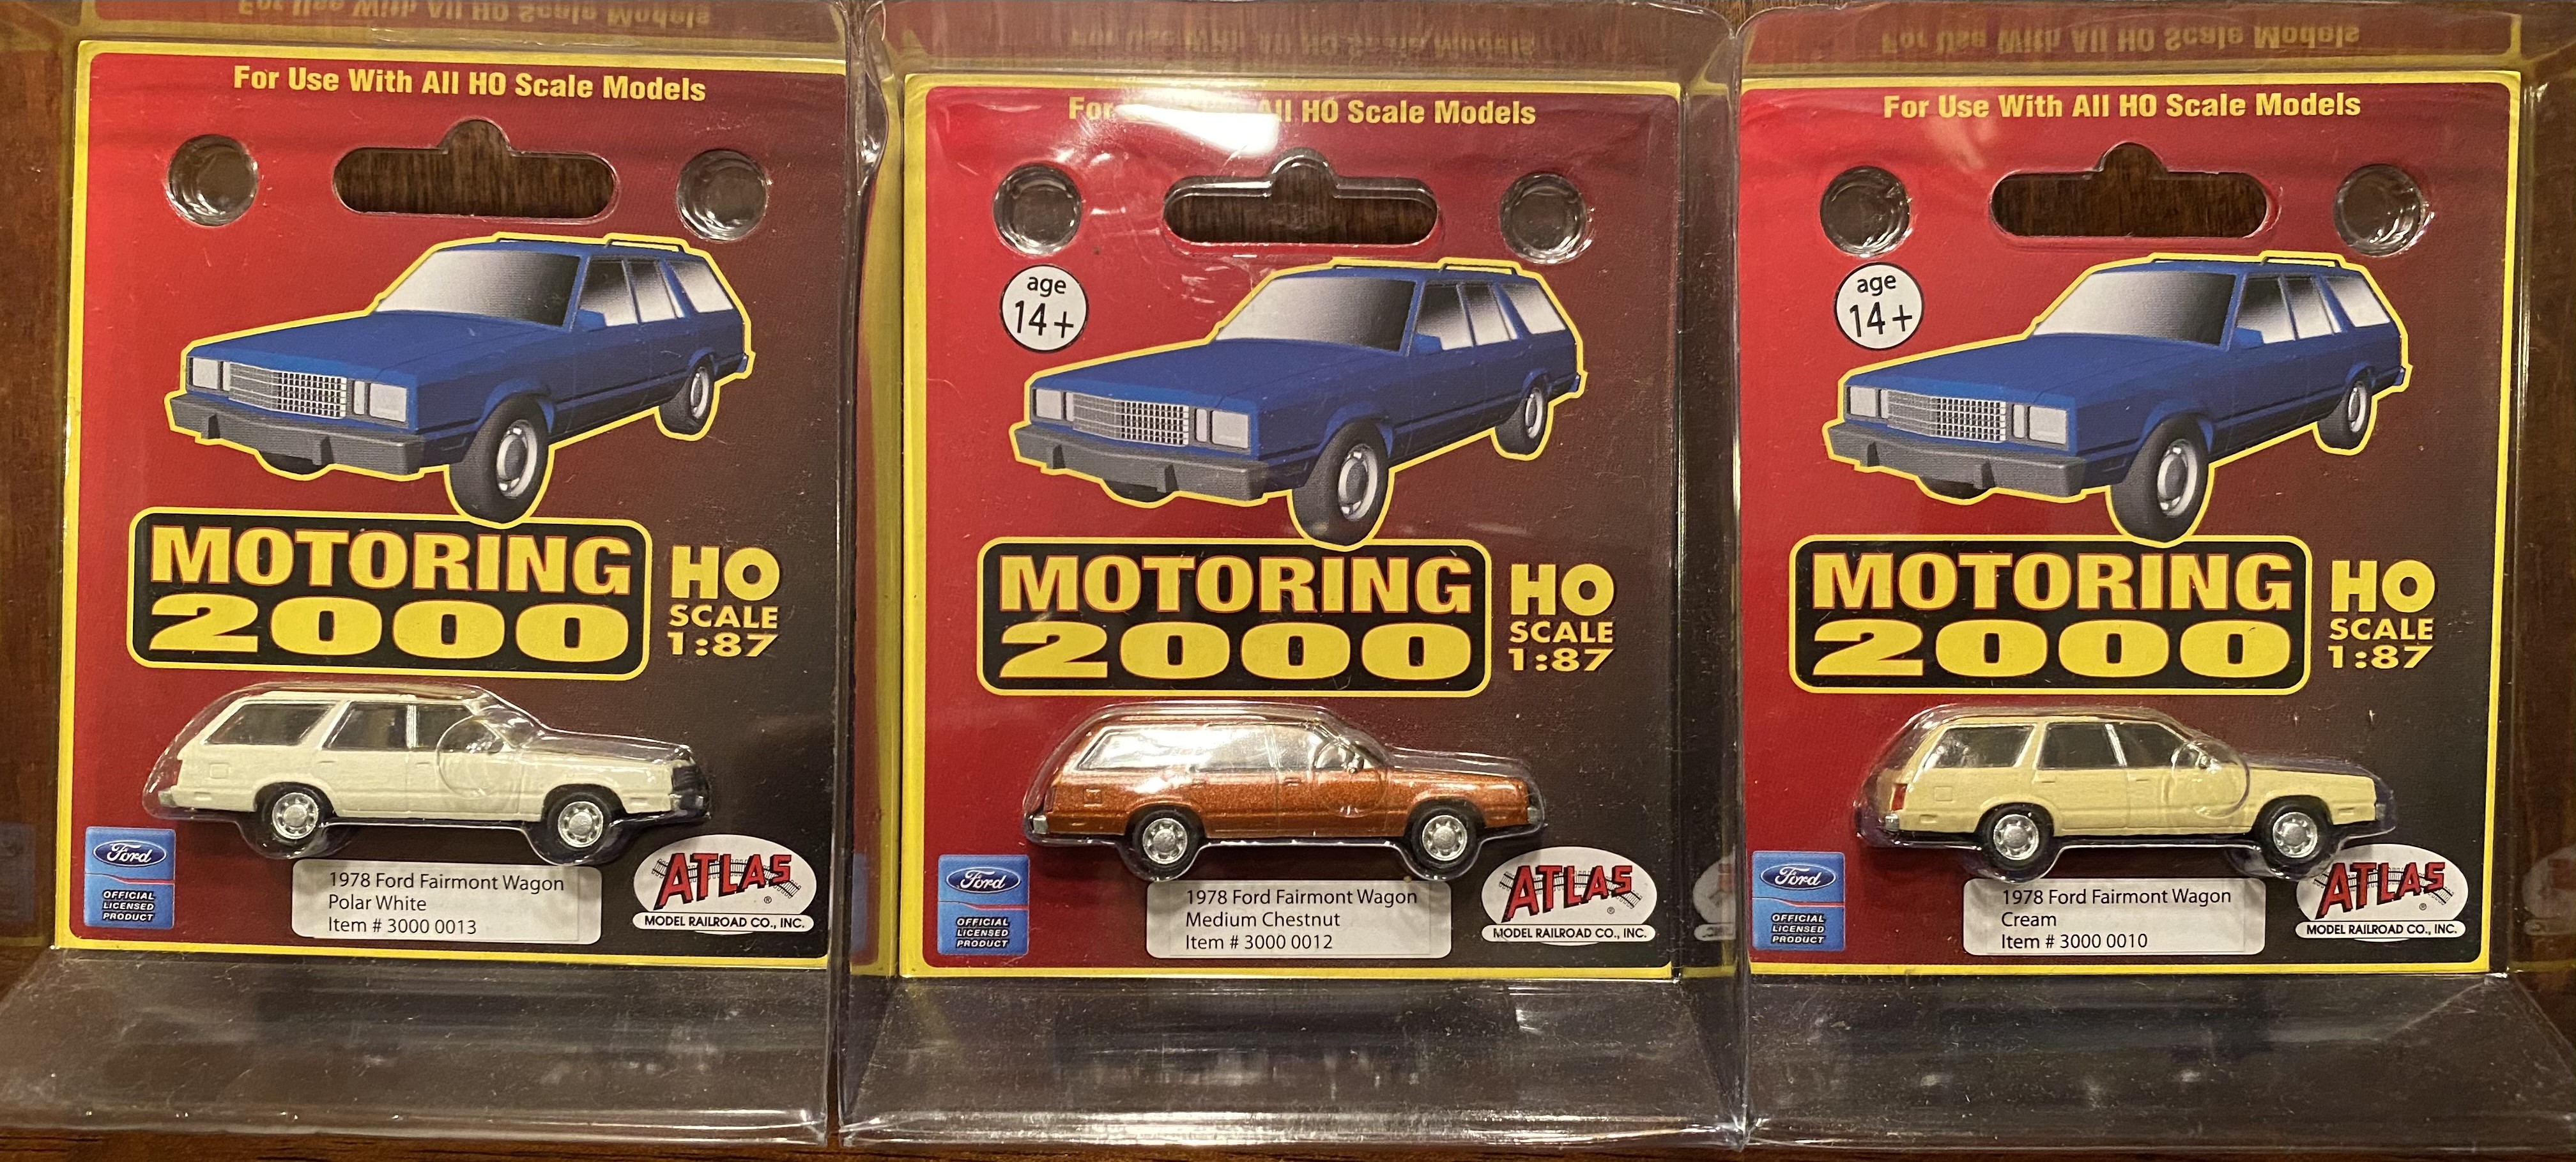 For Use With All HO Scale Models
MOTORING
2000
HO
SCALE
1:87
Ford
OFFICIAL
LICENSED
PRODUCT
1978 Ford Fairmont Wagon
Polar White
Item # 3000 0013
ATLAS
®
MODEL RAILROAD CO., INC.
For All HO Scale Models
age
14+
MOTORING
2000
HO
SCALE
1:87
Ford
OFFICIAL
LICENSED
PRODUCT
1978 Ford Fairmont Wagon
Medium Chestnut
Item # 3000 0012
ATLAS
®
MODEL RAILROAD CO., INC.
For Use With All HO Scale Models
age
14+
MOTORING
2000
HO
SCALE
1:87
Ford
OFFICIAL
LICENSED
PRODUCT
1978 Ford Fairmont Wagon
Cream
Item # 3000 0010
ATLAS
®
MODEL RAILROAD CO., INC.